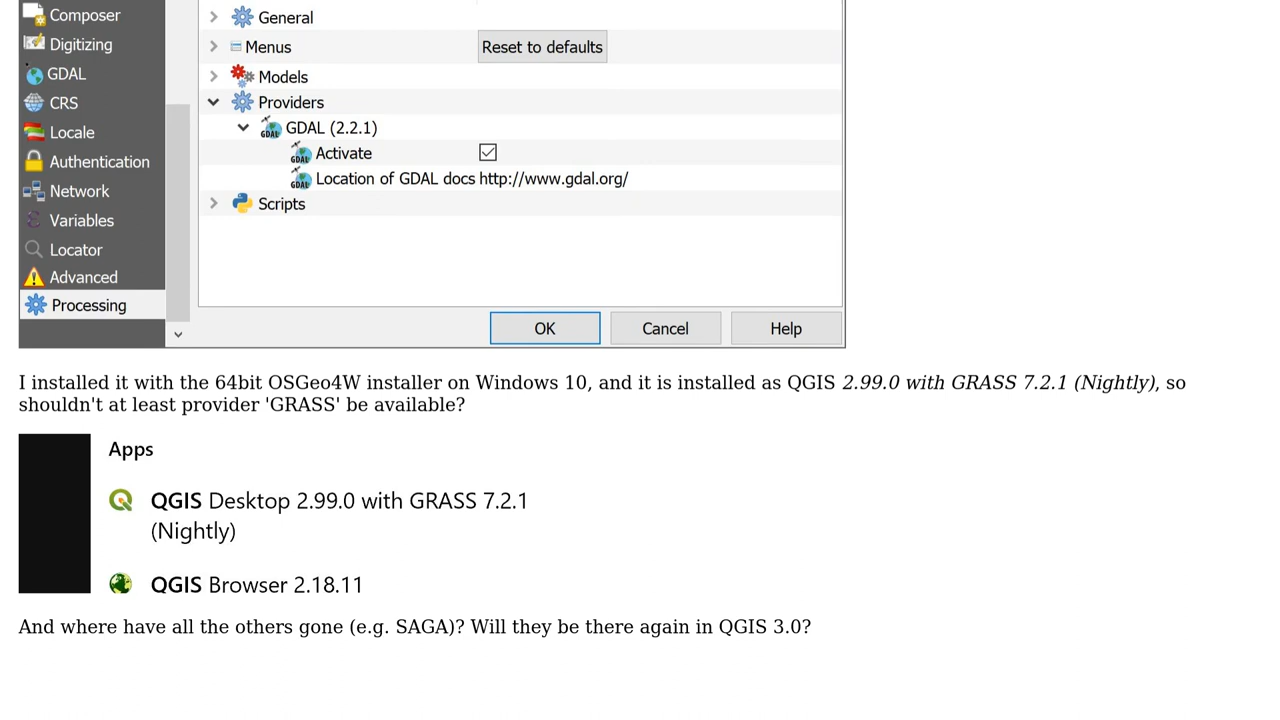 Composer
Digitizing
GDAL
CRS
Locale
Authentication
Network
Variables
Locator
Advanced
Processing
General
Menus Reset to defaults
Models
Providers
GDAL (2.2.1)
Activate
Location of GDAL docs http://www.gdal.org/
Scripts
OK Cancel Help
I installed it with the 64bit OSGeo4W installer on Windows 10, and it is installed as QGIS 2.99.0 with GRASS 7.2.1 (Nightly), so
shouldn't at least provider 'GRASS' be available?
Apps
QGIS Desktop 2.99.0 with GRASS 7.2.1
(Nightly)
QGIS Browser 2.18.11
And where have all the others gone (e.g. SAGA)? Will they be there again in QGIS 3.0?